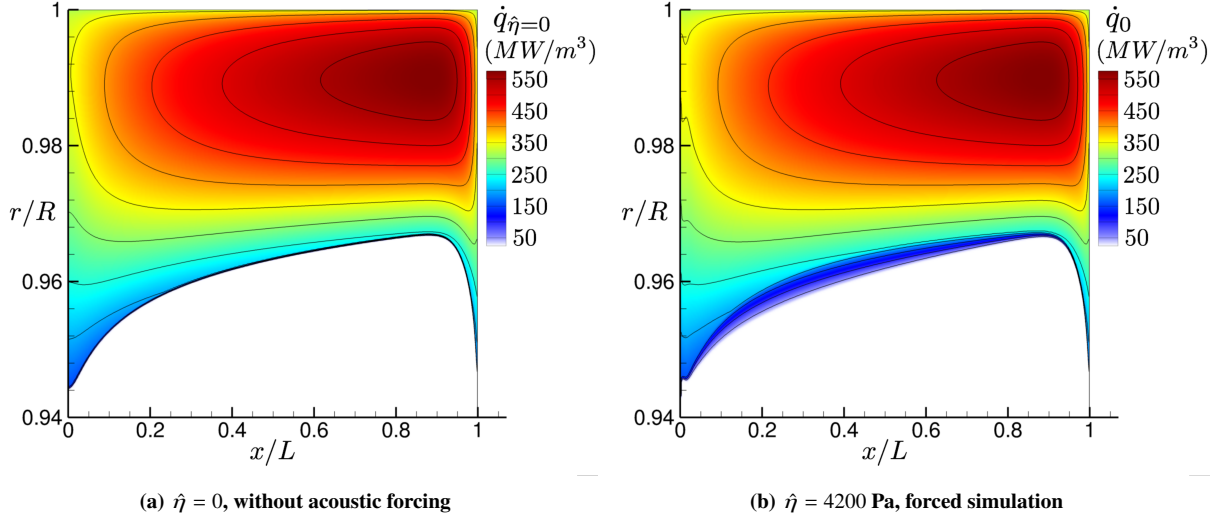 1
0.98
r/R
0.96
0.94
0 0.2 0.4 0.6 0.8 1
x/L
q̇_η̂=0
(MW/m³)
550
450
350
250
150
50
(a) η̂ = 0, without acoustic forcing
1
0.98
r/R
0.96
0.94
0 0.2 0.4 0.6 0.8 1
x/L
q̇₀
(MW/m³)
550
450
350
250
150
50
(b) η̂ = 4200 Pa, forced simulation